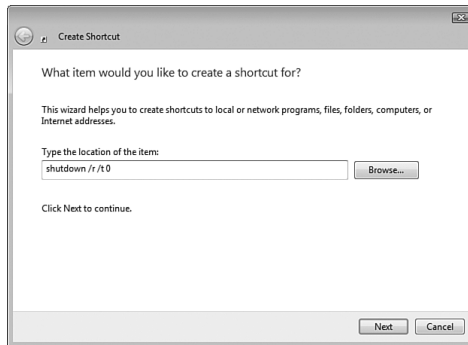 Create Shortcut
What item would you like to create a shortcut for?
This wizard helps you to create shortcuts to local or network programs, files, folders, computers, or
Internet addresses.
Type the location of the item:
shutdown /r /t 0
Browse...
Click Next to continue.
Next
Cancel